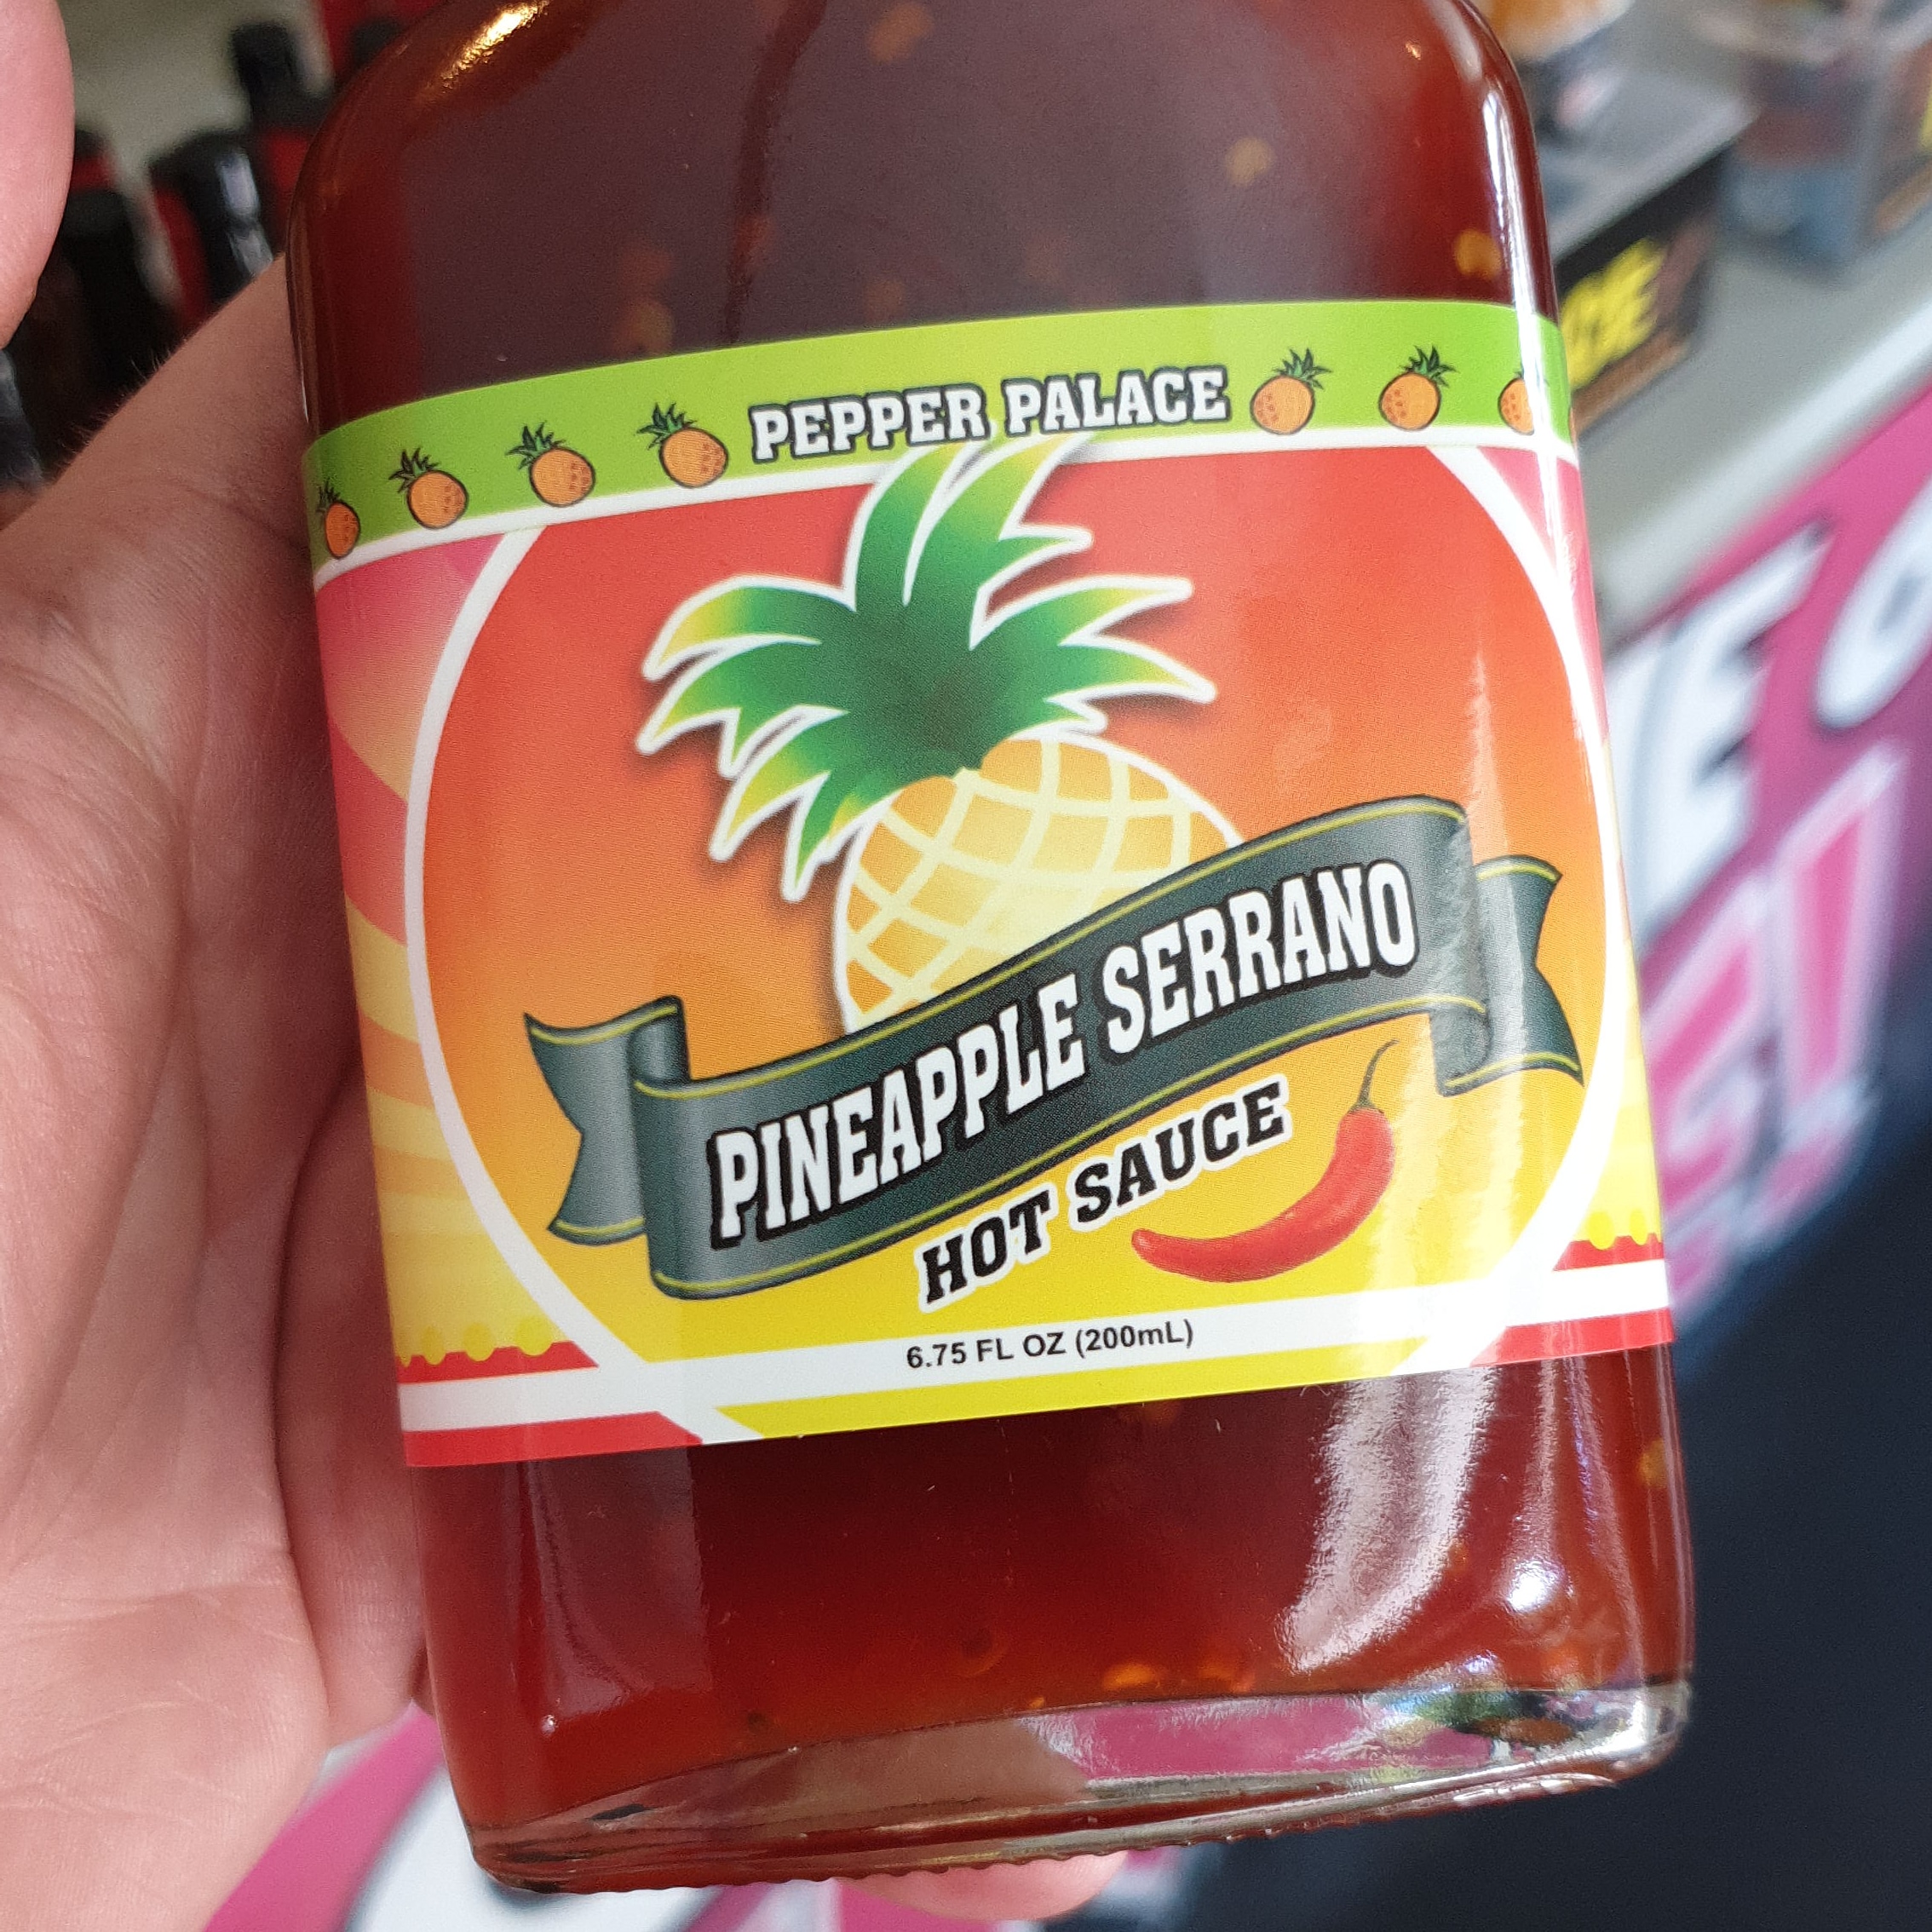 PEPPER PALACE
PINEAPPLE SERRANO
HOT SAUCE
6.75 FL OZ (200mL)